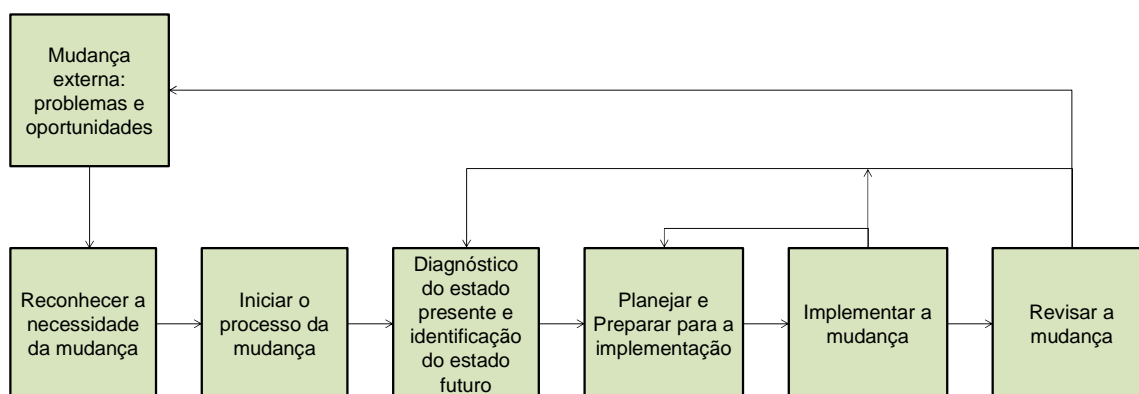 Mudança
externa:
problemas e
oportunidades
Reconhecer a
necessidade
da mudança
Iniciar o
processo da
mudança
Diagnóstico
do estado
presente e
identificação
do estado
futuro
Planejar e
Preparar para a
implementação
Implementar a
mudança
Revisar a
mudança